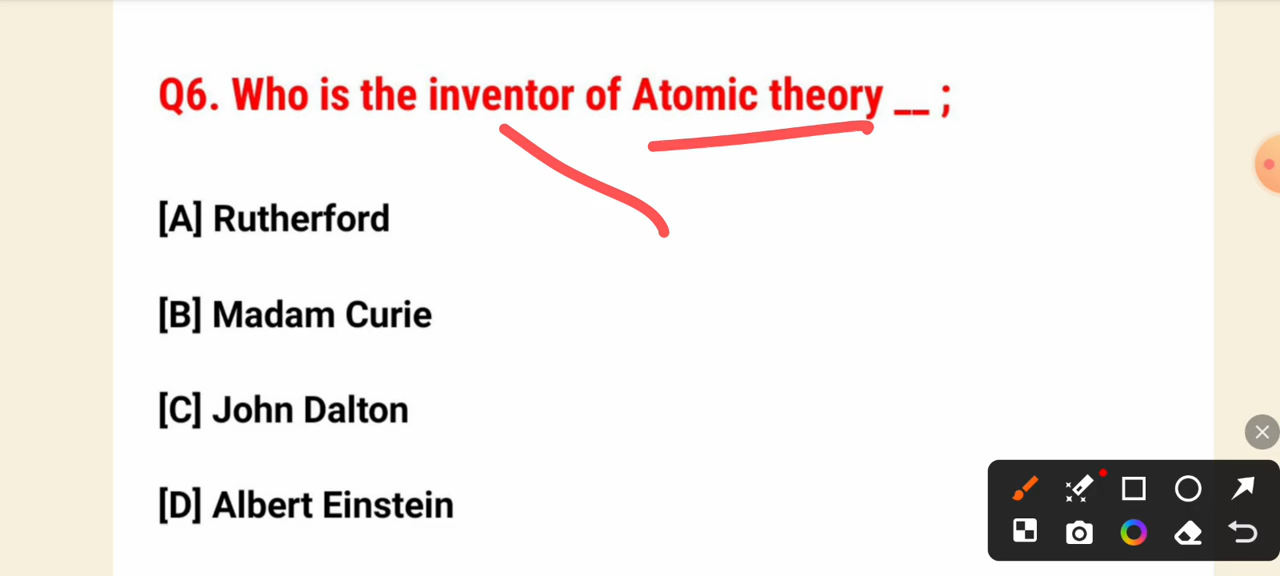 Q6. Who is the inventor of Atomic theory __ ;
[A] Rutherford
[B] Madam Curie
[C] John Dalton
[D] Albert Einstein